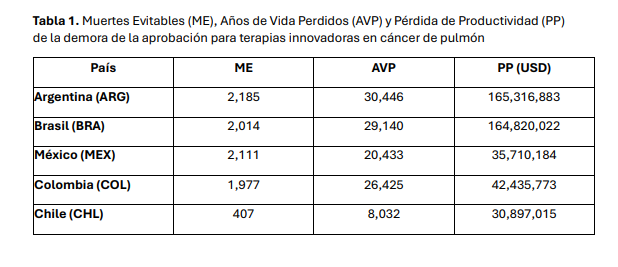 Tabla 1. Muertes Evitables (ME), Años de Vida Perdidos (AVP) y Pérdida de Productividad (PP)
de la demora de la aprobación para terapias innovadoras en cáncer de pulmón
País ME AVP PP (USD)
Argentina (ARG) 2,185 30,446 165,316,883
Brasil (BRA) 2,014 29,140 164,820,022
México (MEX) 2,111 20,433 35,710,184
Colombia (COL) 1,977 26,425 42,435,773
Chile (CHL) 407 8,032 30,897,015